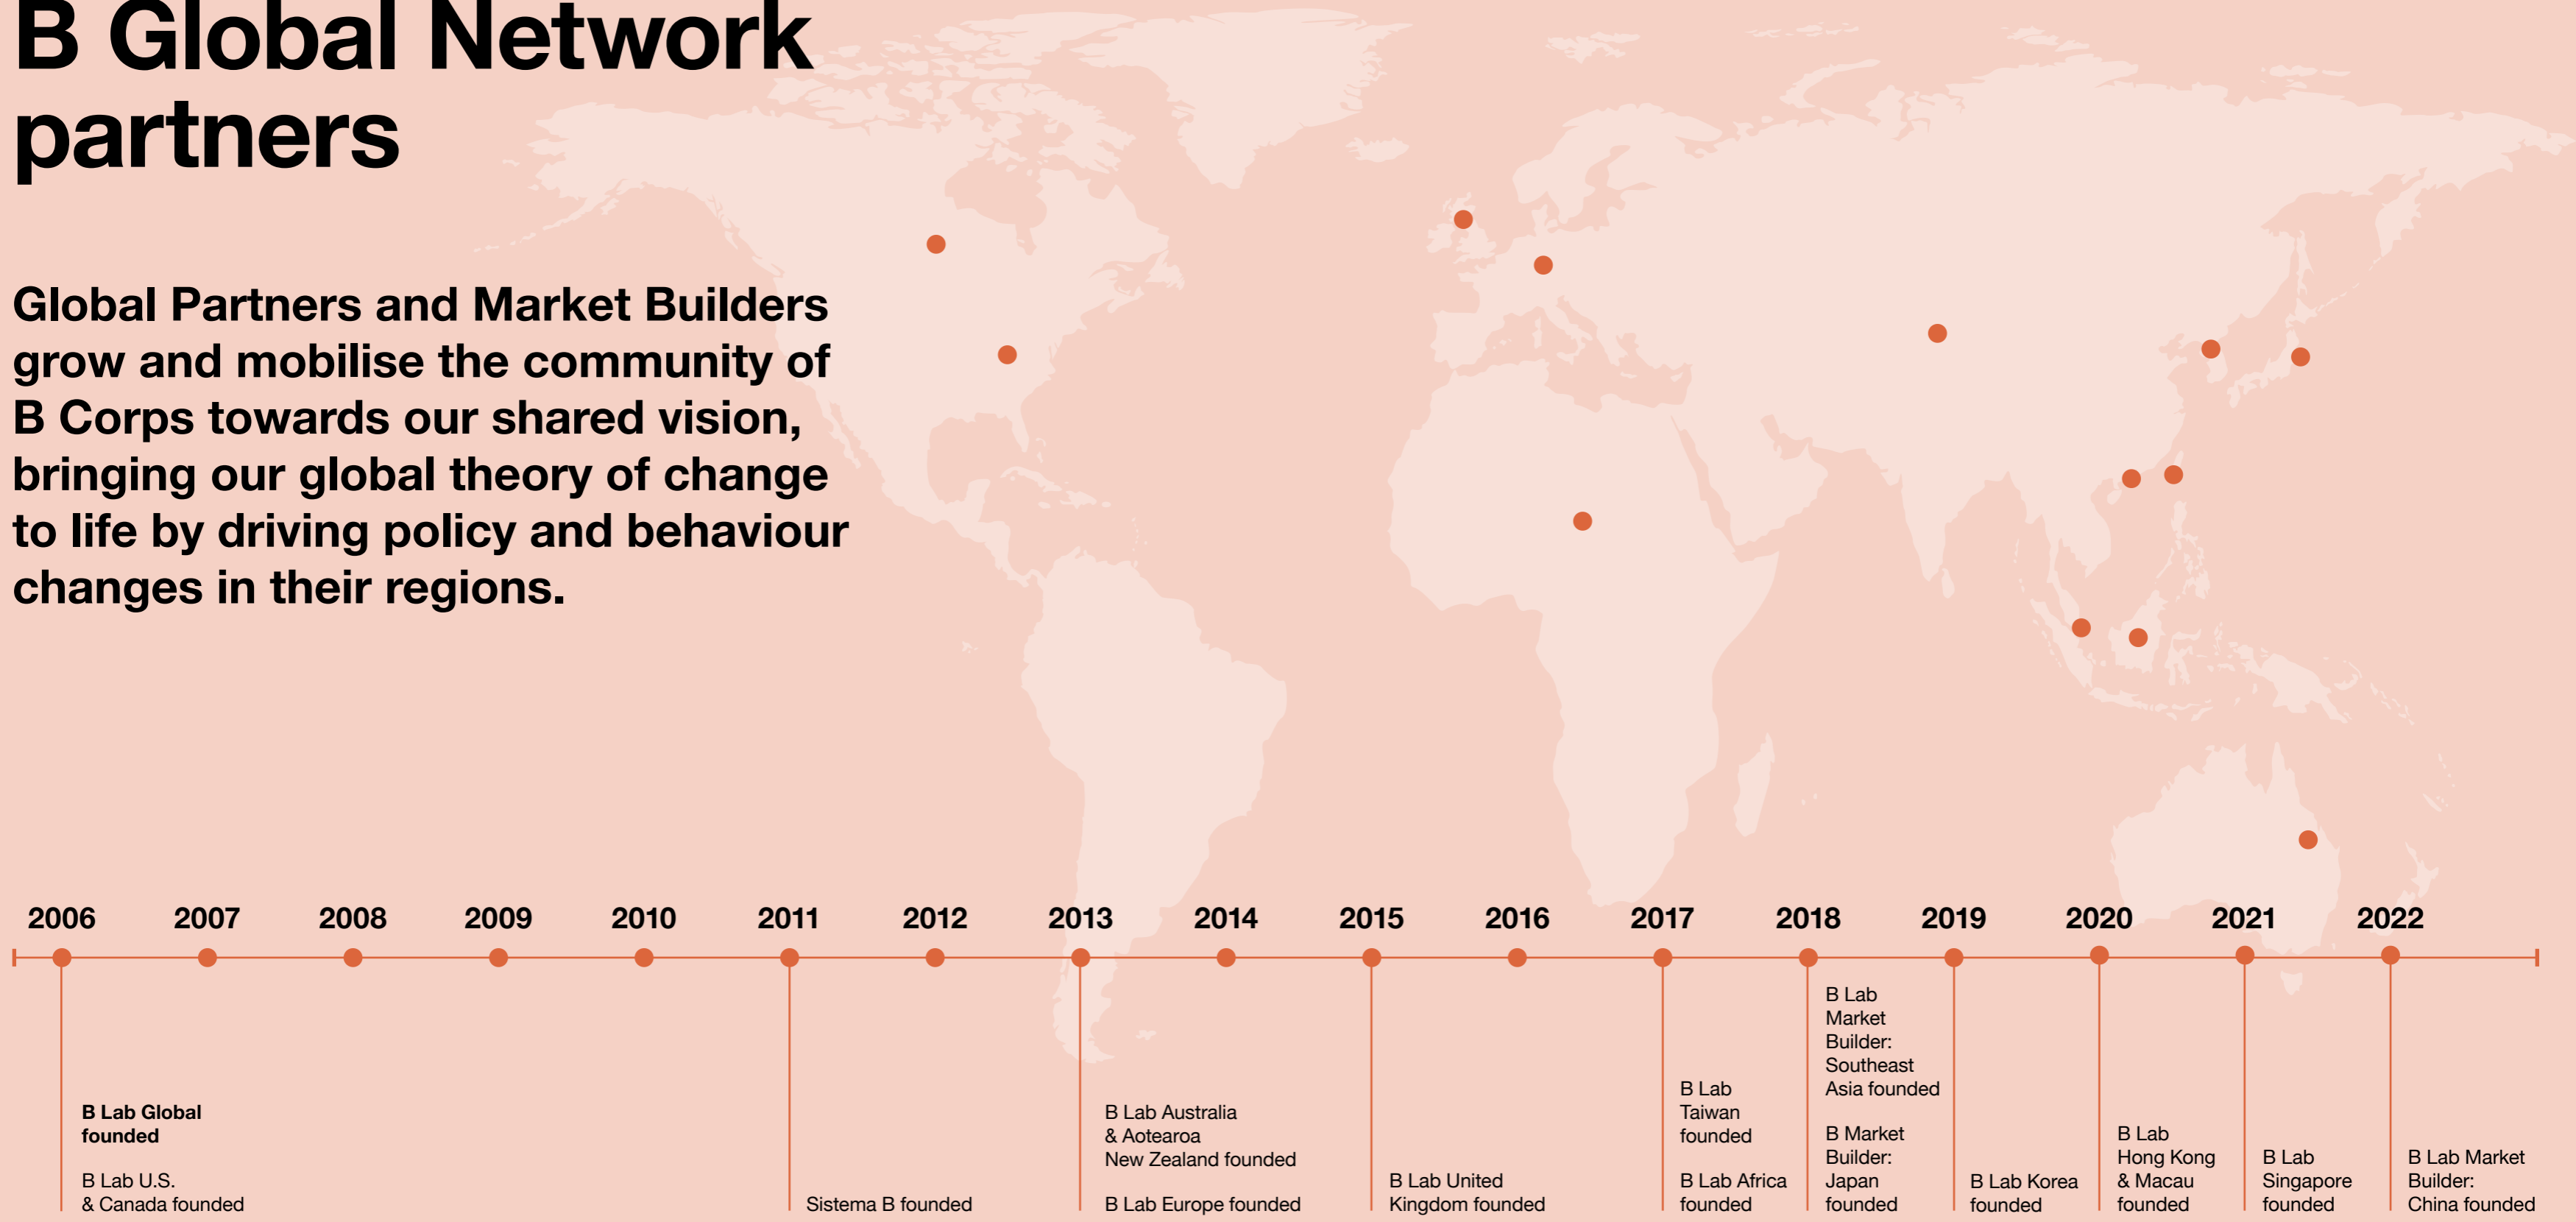 B Global Network
partners
Global Partners and Market Builders
grow and mobilise the community of
B Corps towards our shared vision,
bringing our global theory of change
to life by driving policy and behaviour
changes in their regions.
2006
2007
2008
2009
2010
2011
2012
2013
2014
2015
2016
2017
2018
2019
2020
2021
2022
B Lab Global
founded
B Lab U.S.
& Canada founded
Sistema B founded
B Lab Australia
& Aotearoa
New Zealand founded
B Lab Europe founded
B Lab United
Kingdom founded
B Lab
Taiwan
founded
B Lab Africa
founded
B Lab
Market
Builder:
Southeast
Asia founded
B Market
Builder:
Japan
founded
B Lab Korea
founded
B Lab
Hong Kong
& Macau
founded
B Lab
Singapore
founded
B Lab Market
Builder:
China founded